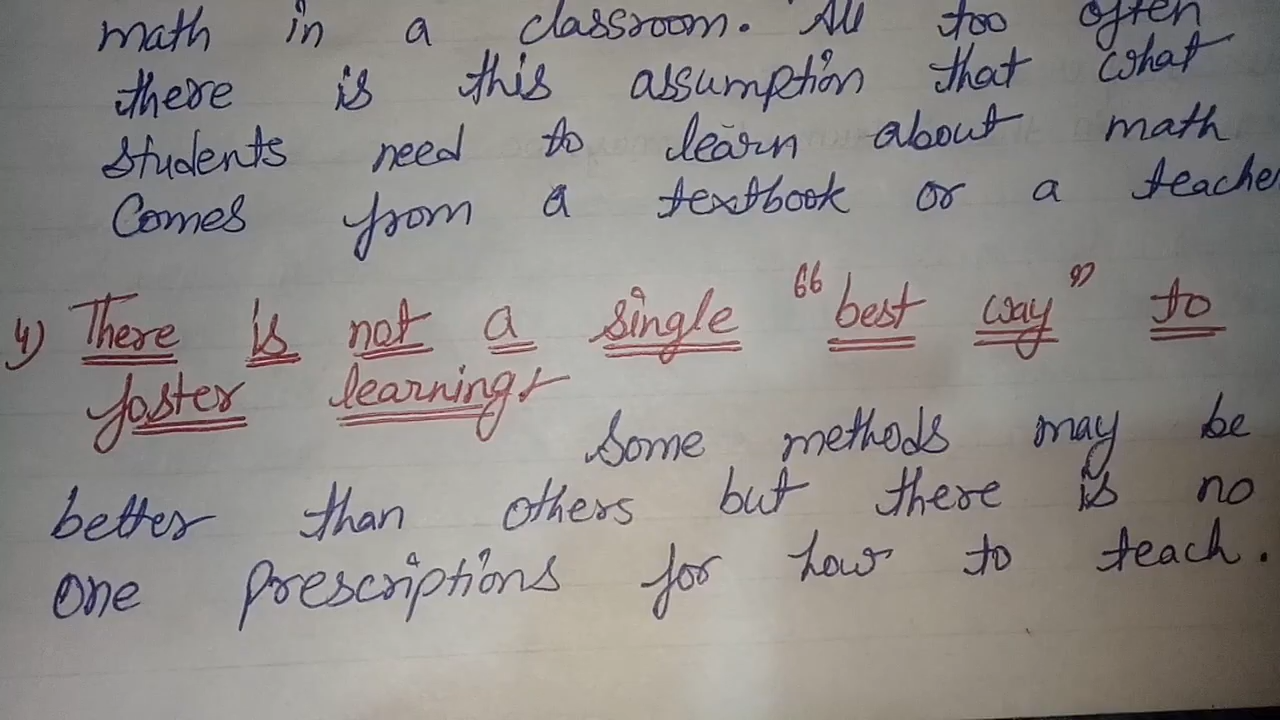 math in a classroom. All too often
there is this assumption that what
students need to learn about math
Comes from a textbook or a teacher
4) There is not a single "best way" to
foster learning:-
Some methods may be
better than others but there is no
one prescriptions for how to teach.